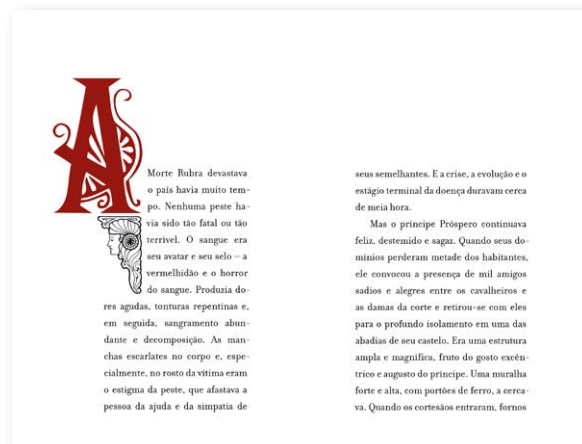 A
Morte Rubra devastava
o país havia muito tem-
po. Nenhuma peste ha-
via sido tão fatal ou tão
terrível. O sangue era
seu avatar e seu selo – a
vermelhidão e o horror
do sangue. Produzia do-
res agudas, tonturas repentinas e,
em seguida, sangramento abun-
dante e decomposição. As man-
chas escarlates no corpo e, espe-
cialmente, no rosto da vítima eram
o estigma da peste, que afastava a
pessoa da ajuda e da simpatia de
seus semelhantes. E a crise, a evolução e o
estágio terminal da doença duravam cerca
de meia hora.
Mas o príncipe Próspero continuava
feliz, destemido e sagaz. Quando seus do-
mínios perderam metade dos habitantes,
ele convocou a presença de mil amigos
sadios e alegres entre os cavalheiros e
as damas da corte e retirou-se com eles
para o profundo isolamento em uma das
abadias de seu castelo. Era uma estrutura
ampla e magnífica, fruto do gosto excên-
trico e augusto do príncipe. Uma muralha
forte e alta, com portões de ferro, a cerca-
va. Quando os cortesãos entraram, fornos